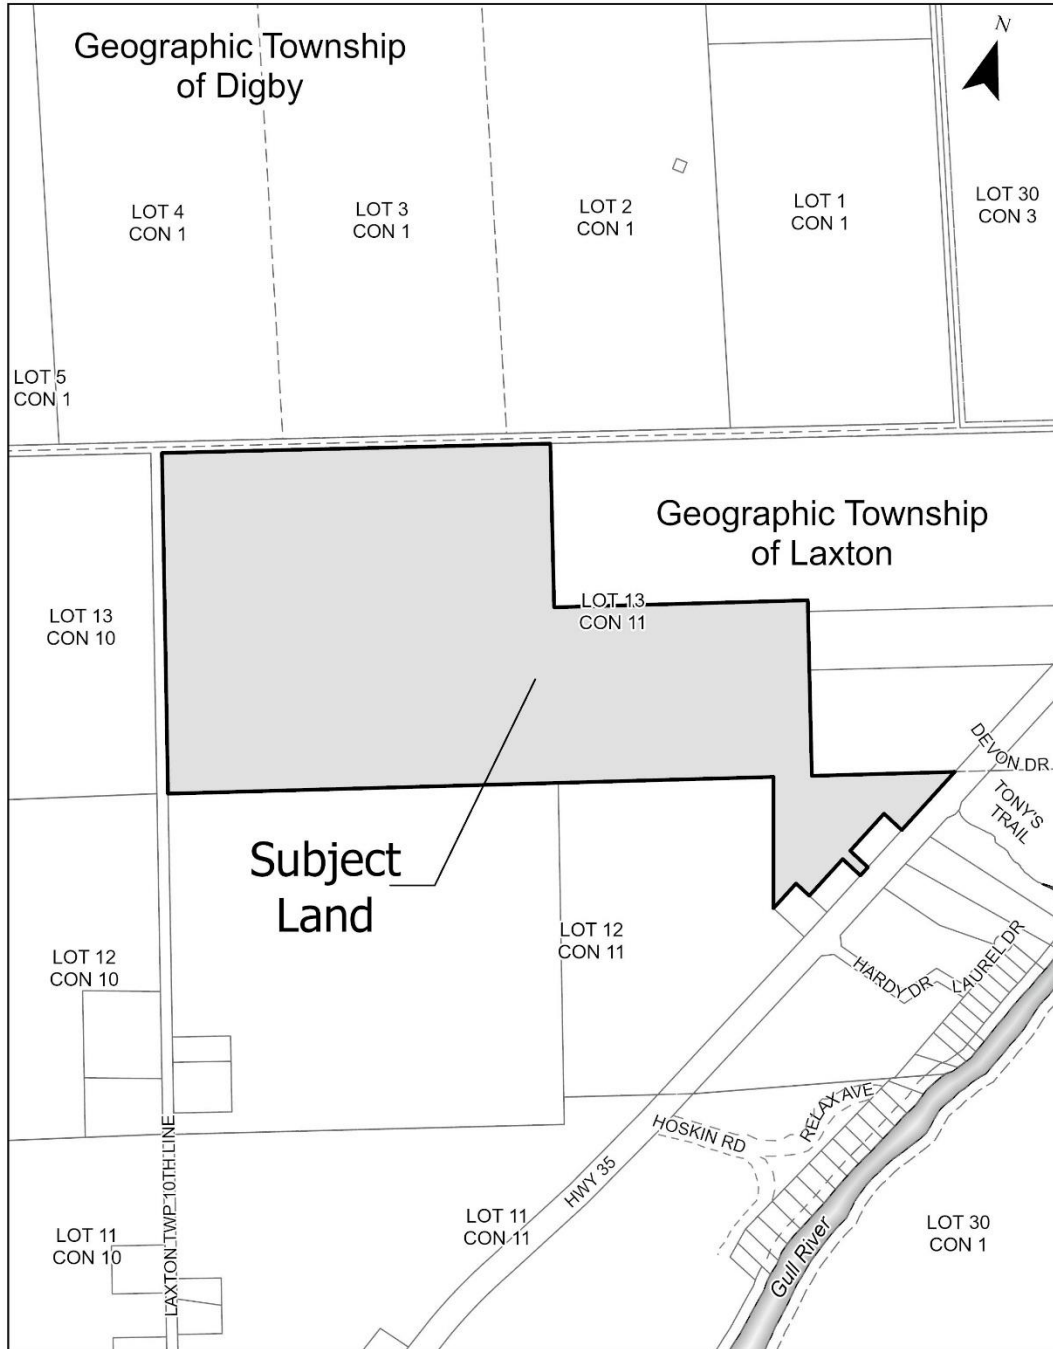 Geographic Township
of Digby
N
LOT 4
CON 1
LOT 3
CON 1
LOT 2
CON 1
LOT 1
CON 1
LOT 30
CON 3
LOT 5
CON 1
Geographic Township
of Laxton
LOT 13
CON 10
LOT 13
CON 11
DEVON DR
TONY'S
TRAIL
Subject
Land
LOT 12
CON 10
LOT 12
CON 11
HARDY DR
LAUREL DR
RELAX AVE
HOSKIN RD
HWY 35
LAXTON TWP 10TH LINE
LOT 11
CON 10
LOT 11
CON 11
Gull River
LOT 30
CON 1